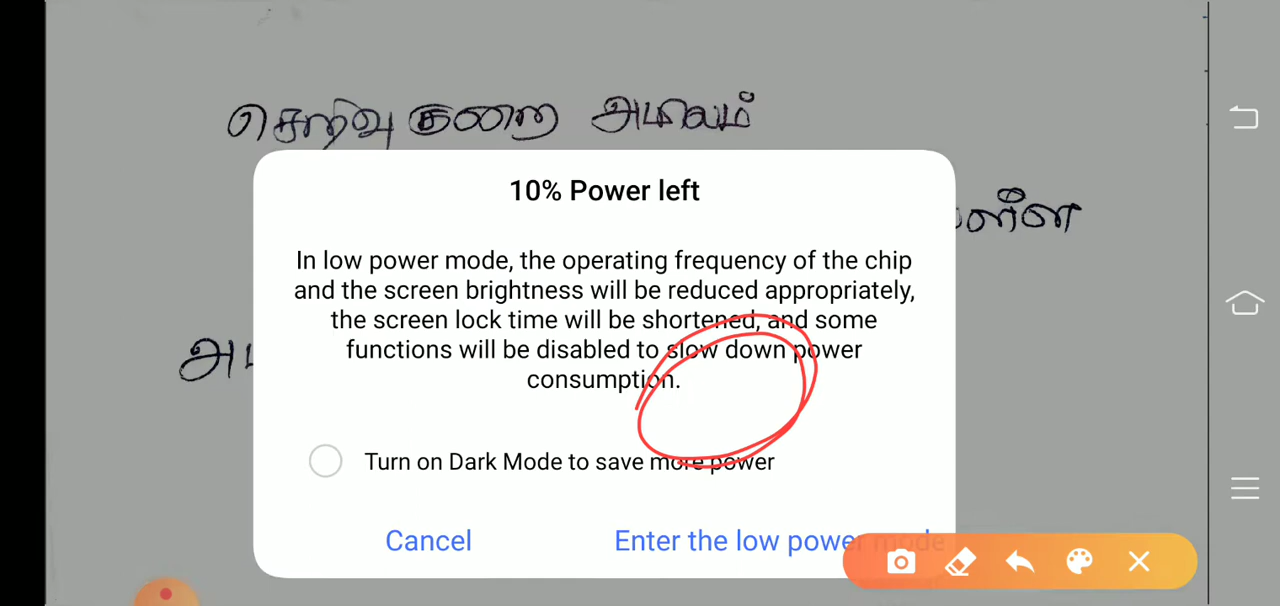 செறிவு குறை அமிலம்
10% Power left
In low power mode, the operating frequency of the chip
and the screen brightness will be reduced appropriately,
the screen lock time will be shortened, and some
functions will be disabled to slow down power
consumption.
Turn on Dark Mode to save more power
Cancel
Enter the low power mode